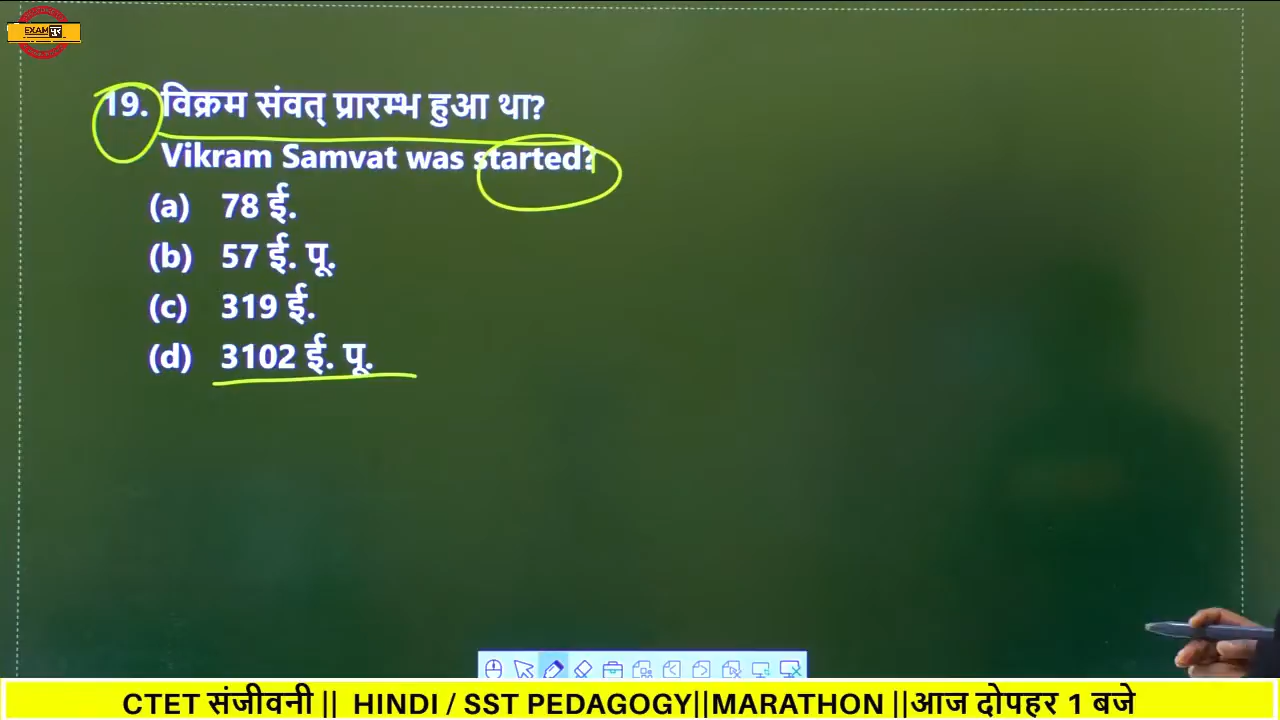 EXAM
19. विक्रम संवत् प्रारम्भ हुआ था?
Vikram Samvat was started?
(a) 78 ई.
(b) 57 ई. पू.
(c) 319 ई.
(d) 3102 ई. पू.
CTET संजीवनी || HINDI / SST PEDAGOGY||MARATHON ||आज दोपहर 1 बजे